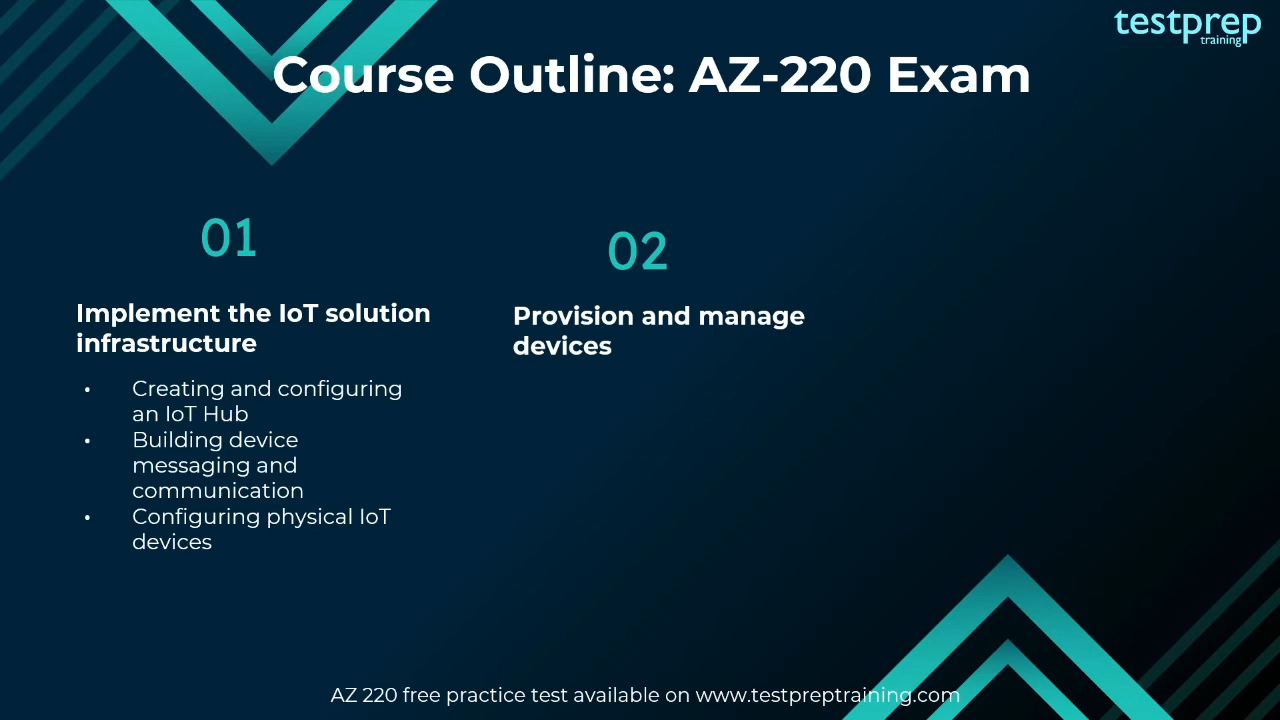 testprep
training
Course Outline: AZ-220 Exam
01
Implement the IoT solution
infrastructure
• Creating and configuring
an IoT Hub
• Building device
messaging and
communication
• Configuring physical IoT
devices
02
Provision and manage
devices
AZ 220 free practice test available on www.testpreptraining.com